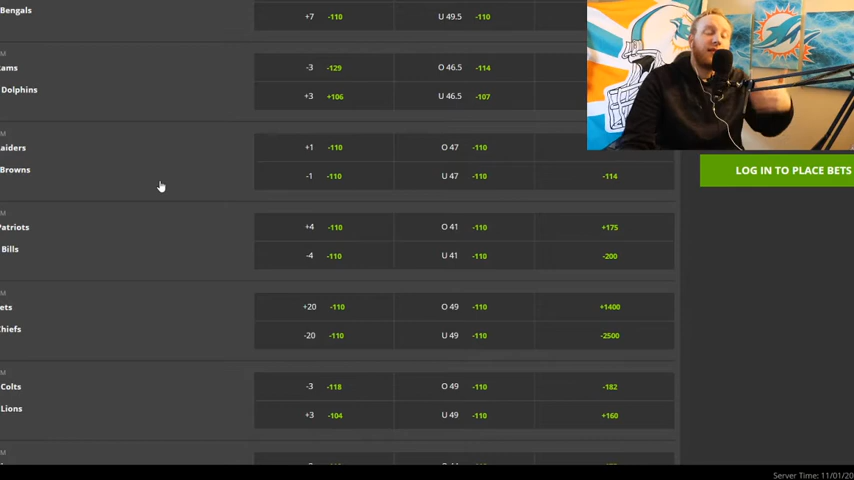 Bengals
+7 -110 U 49.5 -110
M
ams -3 -129 O 46.5 -114
Dolphins +3 +106 U 46.5 -107
M
aiders +1 -110 O 47 -110
Browns -1 -110 U 47 -110 -114
LOG IN TO PLACE BETS
M
Patriots +4 -110 O 41 -110 +175
Bills -4 -110 U 41 -110 -200
M
ets +20 -110 O 49 -110 +1400
Chiefs -20 -110 U 49 -110 -2500
M
Colts -3 -118 O 49 -110 -182
Lions +3 -104 U 49 -110 +160
M
Server Time: 11/01/20